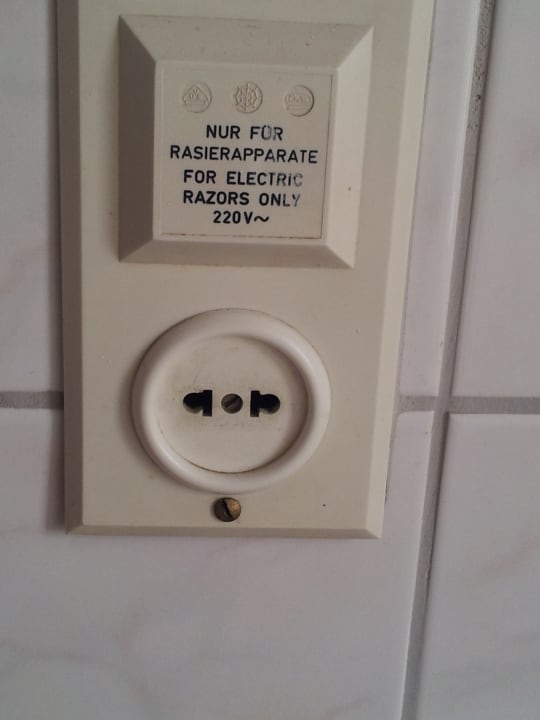 NUR FÜR
RASIERAPPARATE
FOR ELECTRIC
RAZORS ONLY
220V~